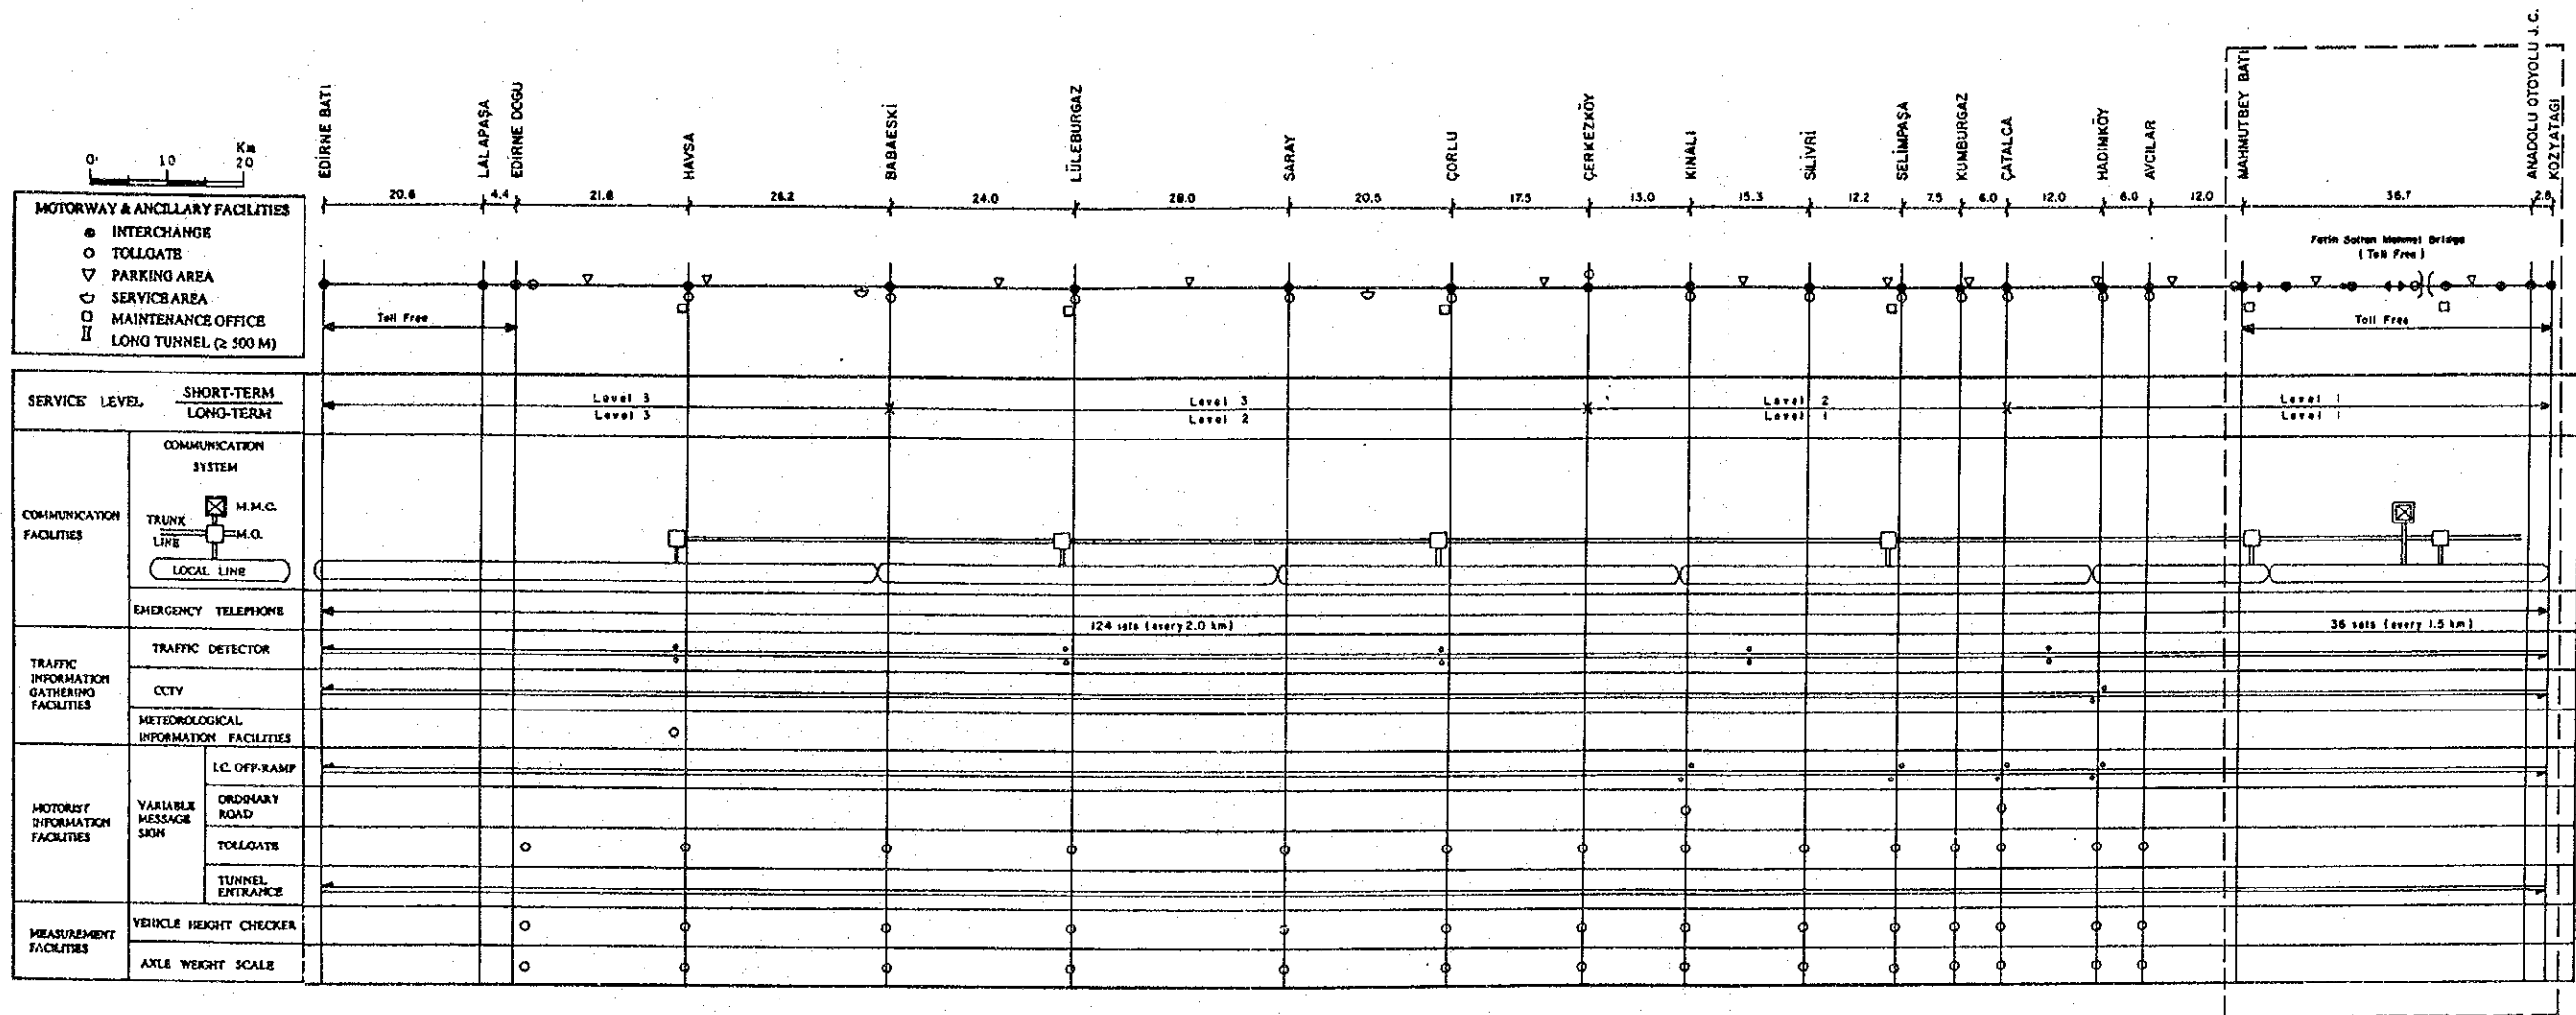 EDİRNE BATI
LALAPAŞA
EDİRNE DOGU
HAVSA
BABAESKİ
LÜLEBURGAZ
SARAY
ÇORLU
ÇERKEZKÖY
KINALI
SİLİVRİ
SELİMPAŞA
KUMBURGAZ
ÇATALCA
HADIMKÖY
AVCILAR
MAHMUTBEY BATI
ANADOLU OTOYOLU J.C.
KOZYATAGI
Km
0 10 20
20.6 4.4 21.8 26.2 24.0 28.0 20.5 17.5 13.0 15.3 12.2 7.5 6.0 12.0 6.0 12.0 36.7 2.8
MOTORWAY & ANCILLARY FACILITIES
INTERCHANGE
TOLLGATE
PARKING AREA
SERVICE AREA
MAINTENANCE OFFICE
LONG TUNNEL (≥ 500 M)
Toll Free
Fatih Sultan Mehmet Bridge
(Toll Free)
Toll Free
SERVICE LEVEL
SHORT-TERM
LONG-TERM
Level 3
Level 3
Level 3
Level 2
Level 2
Level 1
Level 1
Level 1
COMMUNICATION
FACILITIES
COMMUNICATION
SYSTEM
M.M.C.
TRUNK
LINE
M.O.
LOCAL LINE
EMERGENCY TELEPHONE
124 sets (every 2.0 km)
36 sets (every 1.5 km)
TRAFFIC
INFORMATION
GATHERING
FACILITIES
TRAFFIC DETECTOR
CCTV
METEOROLOGICAL
INFORMATION FACILITIES
MOTORIST
INFORMATION
FACILITIES
VARIABLE
MESSAGE
SIGN
I.C. OFF-RAMP
ORDINARY
ROAD
TOLLGATE
TUNNEL
ENTRANCE
MEASUREMENT
FACILITIES
VEHICLE HEIGHT CHECKER
AXLE WEIGHT SCALE